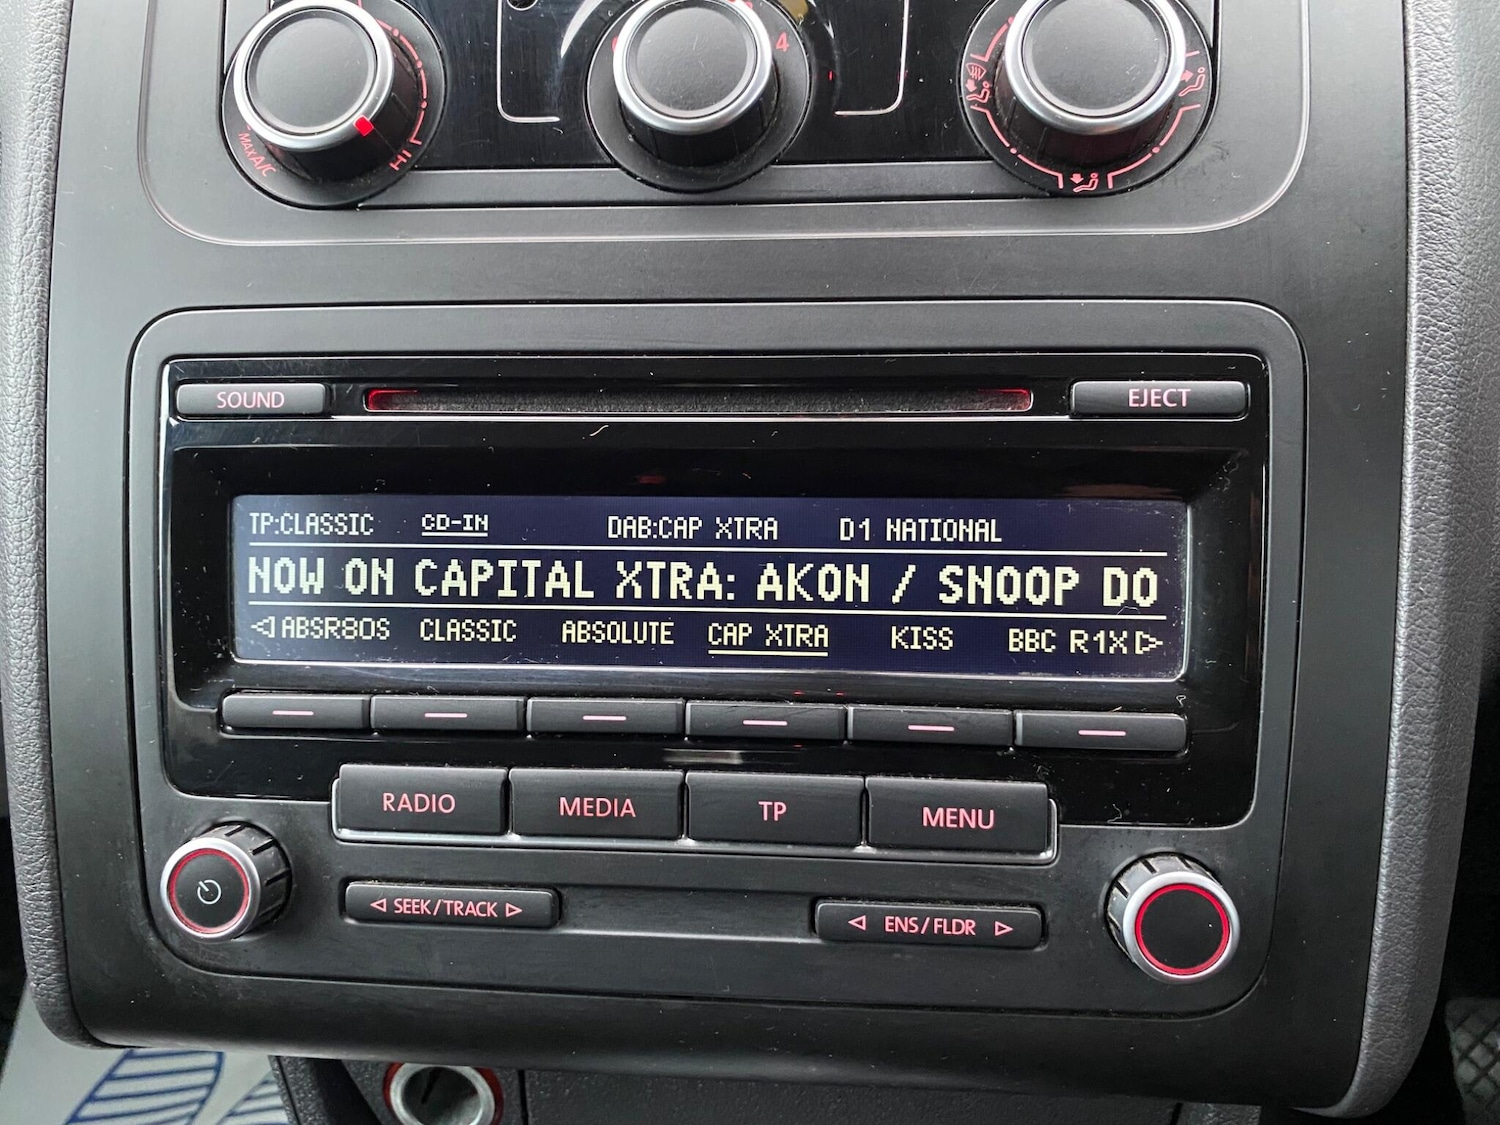 MAX A/C HI 4
SOUND EJECT
TP:CLASSIC CD-IN DAB:CAP XTRA D1 NATIONAL
NOW ON CAPITAL XTRA: AKON / SNOOP DO
ABSR80S CLASSIC ABSOLUTE CAP XTRA KISS BBC R1X
RADIO MEDIA TP MENU
SEEK/TRACK ENS/FLDR